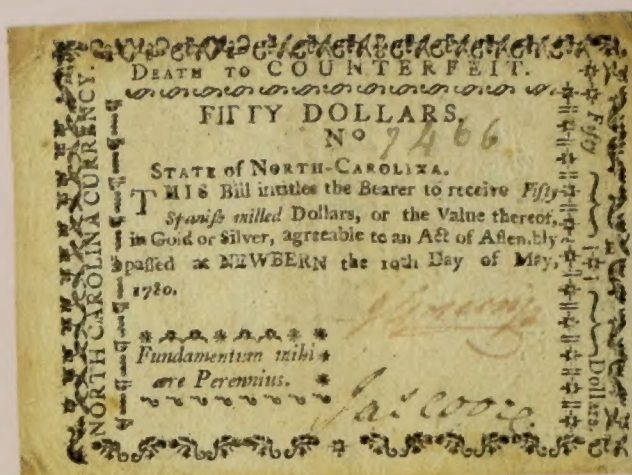 DEATH TO COUNTERFEIT.
FIFTY DOLLARS.
No 7466
STATE of NORTH-CAROLINA.
THIS Bill intitles the Bearer to receive Fifty
Spanish milled Dollars, or the Value thereof,
in Gold or Silver, agreeable to an Act of Assembly
passed at NEWBERN the 10th Day of May,
1780.
Fundamentum mihi
ære Perennius.
NORTH CAROLINA CURRENCY.
Fifty Dollars